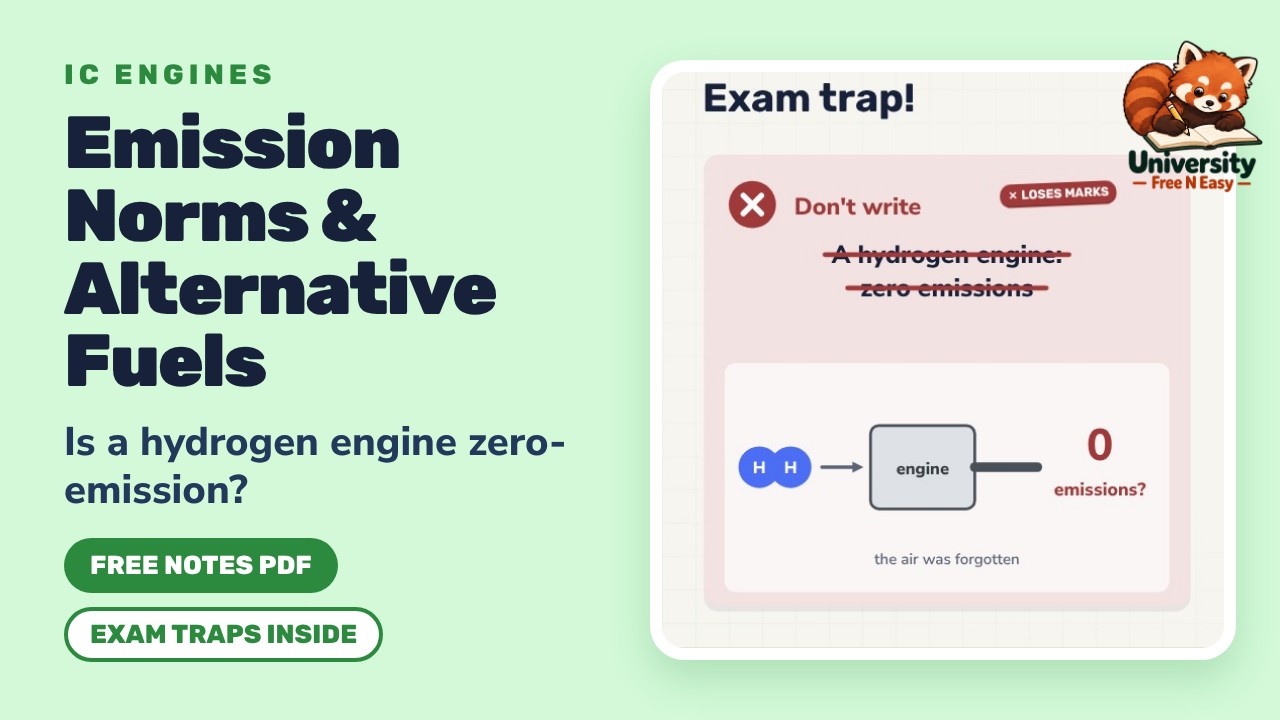 IC ENGINES
Emission
Norms &
Alternative
Fuels
Is a hydrogen engine zero-
emission?
FREE NOTES PDF
EXAM TRAPS INSIDE
Exam trap!
Don't write
× LOSES MARKS
A hydrogen engine:
zero emissions
H H
engine
0
emissions?
the air was forgotten
University
— Free N Easy —